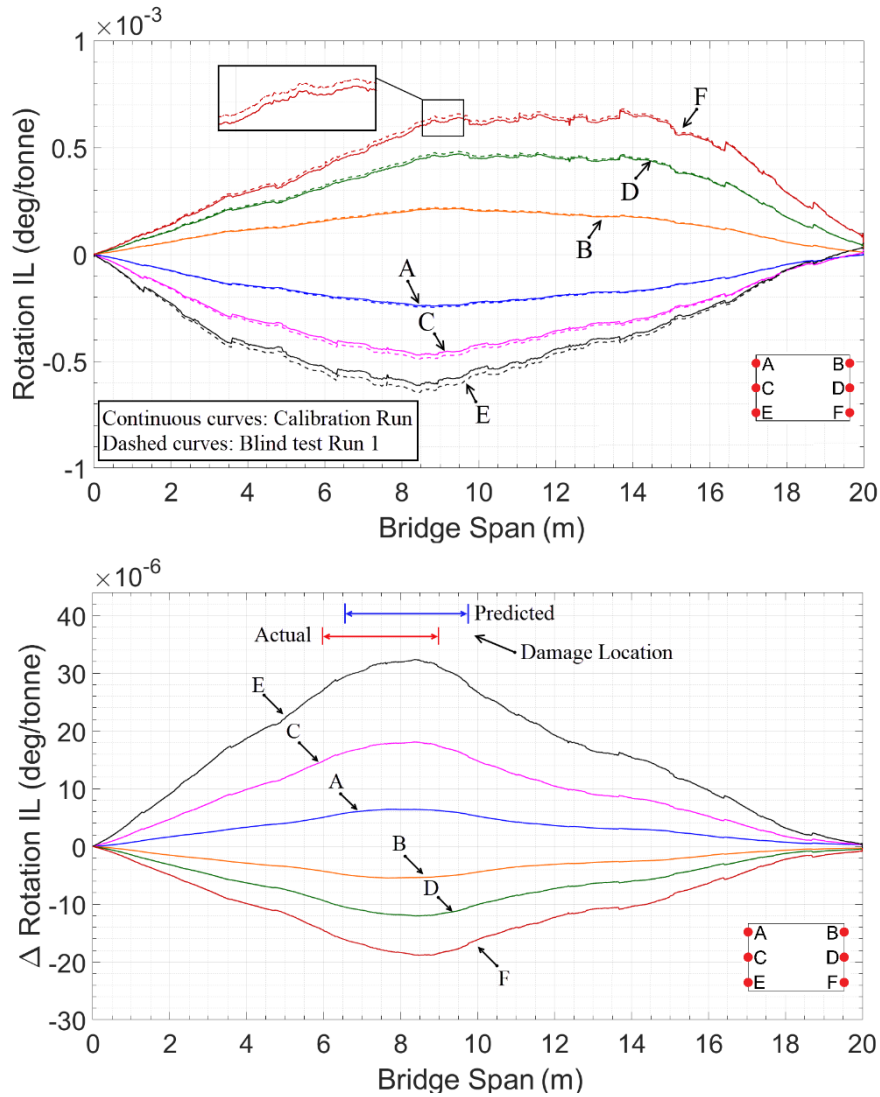 ×10⁻³
1
0.5
0
-0.5
-1
Rotation IL (deg/tonne)
F
D
B
A
C
E
Continuous curves: Calibration Run
Dashed curves: Blind test Run 1
A B
C D
E F
0 2 4 6 8 10 12 14 16 18 20
Bridge Span (m)
×10⁻⁶
40
30
20
10
0
-10
-20
-30
Δ Rotation IL (deg/tonne)
Predicted
Actual
Damage Location
E
C
A
B
D
F
A B
C D
E F
0 2 4 6 8 10 12 14 16 18 20
Bridge Span (m)